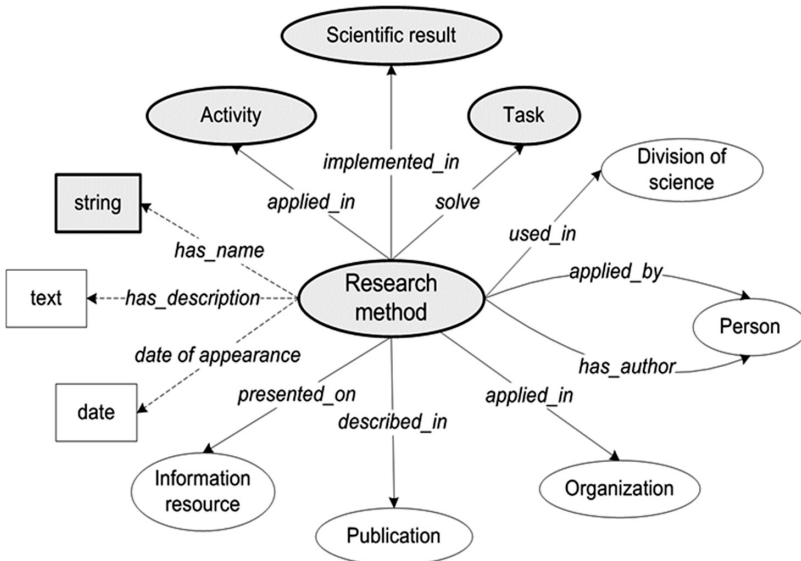 Scientific result
Activity
Task
implemented_in
Division of
science
applied_in
solve
string
used_in
has_name
applied_by
Research
method
text
has_description
Person
date of appearance
has_author
presented_on
applied_in
date
described_in
Information
resource
Organization
Publication